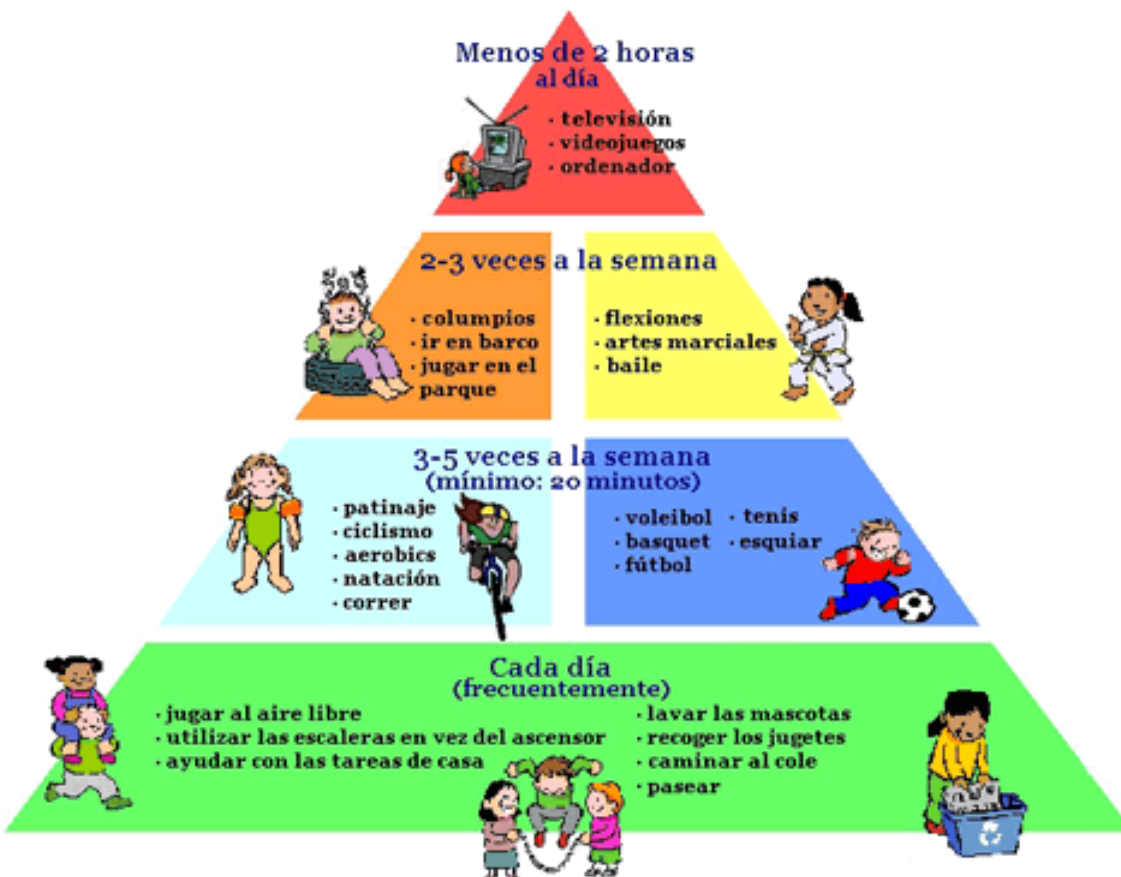 Menos de 2 horas
al día
· televisión
· videojuegos
· ordenador
2-3 veces a la semana
· columpios
· ir en barco
· jugar en el
parque
· flexiones
· artes marciales
· baile
3-5 veces a la semana
(mínimo: 20 minutos)
· patinaje
· ciclismo
· aerobics
· natación
· correr
· voleibol · tenis
· basquet · esquiar
· fútbol
Cada día
(frecuentemente)
· jugar al aire libre
· utilizar las escaleras en vez del ascensor
· ayudar con las tareas de casa
· lavar las mascotas
· recoger los jugetes
· caminar al cole
· pasear